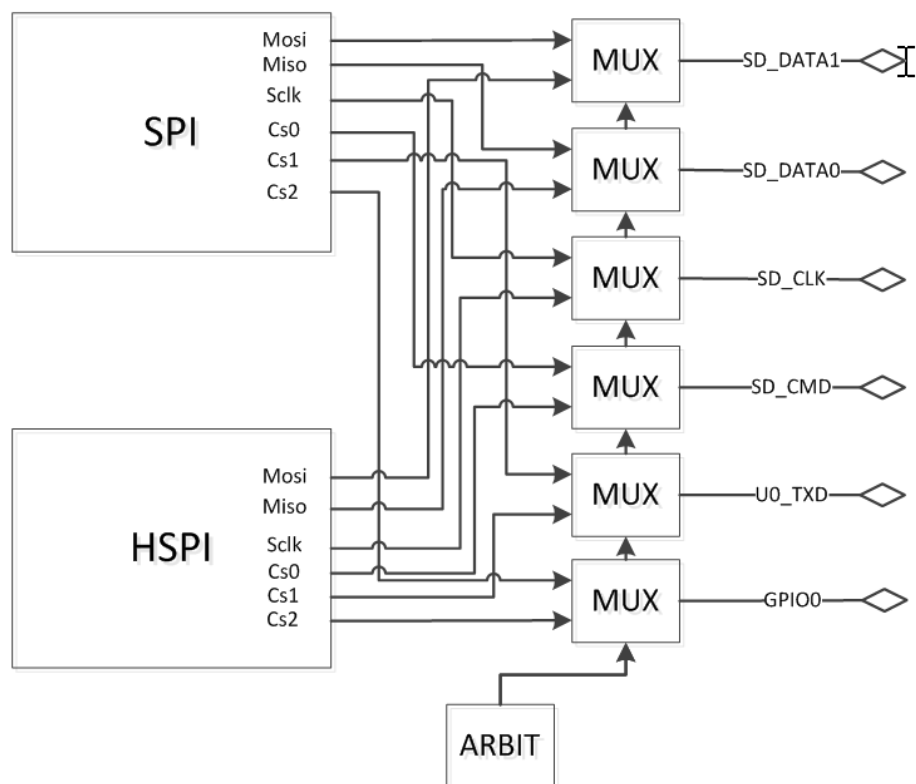 Mosi
Miso
Sclk
Cs0
Cs1
Cs2
SPI
MUX
SD_DATA1
MUX
SD_DATA0
MUX
SD_CLK
MUX
SD_CMD
Mosi
Miso
Sclk
Cs0
Cs1
Cs2
HSPI
MUX
U0_TXD
MUX
GPIO0
ARBIT